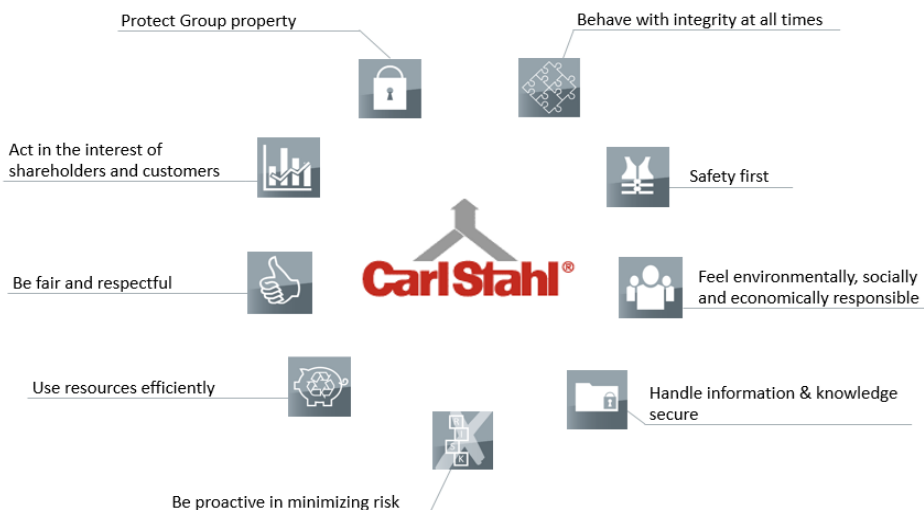 Protect Group property
Behave with integrity at all times
Act in the interest of
shareholders and customers
Safety first
CarlStahl®
Be fair and respectful
Feel environmentally, socially
and economically responsible
Use resources efficiently
Handle information & knowledge
secure
R
I
S
K
Be proactive in minimizing risk